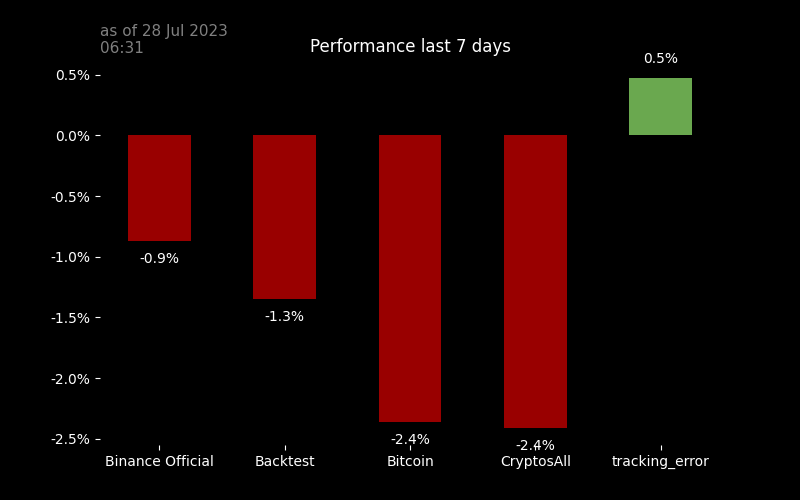 as of 28 Jul 2023
06:31
Performance last 7 days
0.5%
0.5%
0.0%
-0.5%
-1.0%
-0.9%
-1.5%
-1.3%
-2.0%
-2.5%
-2.4%
-2.4%
Binance Official
Backtest
Bitcoin
CryptosAll
tracking_error